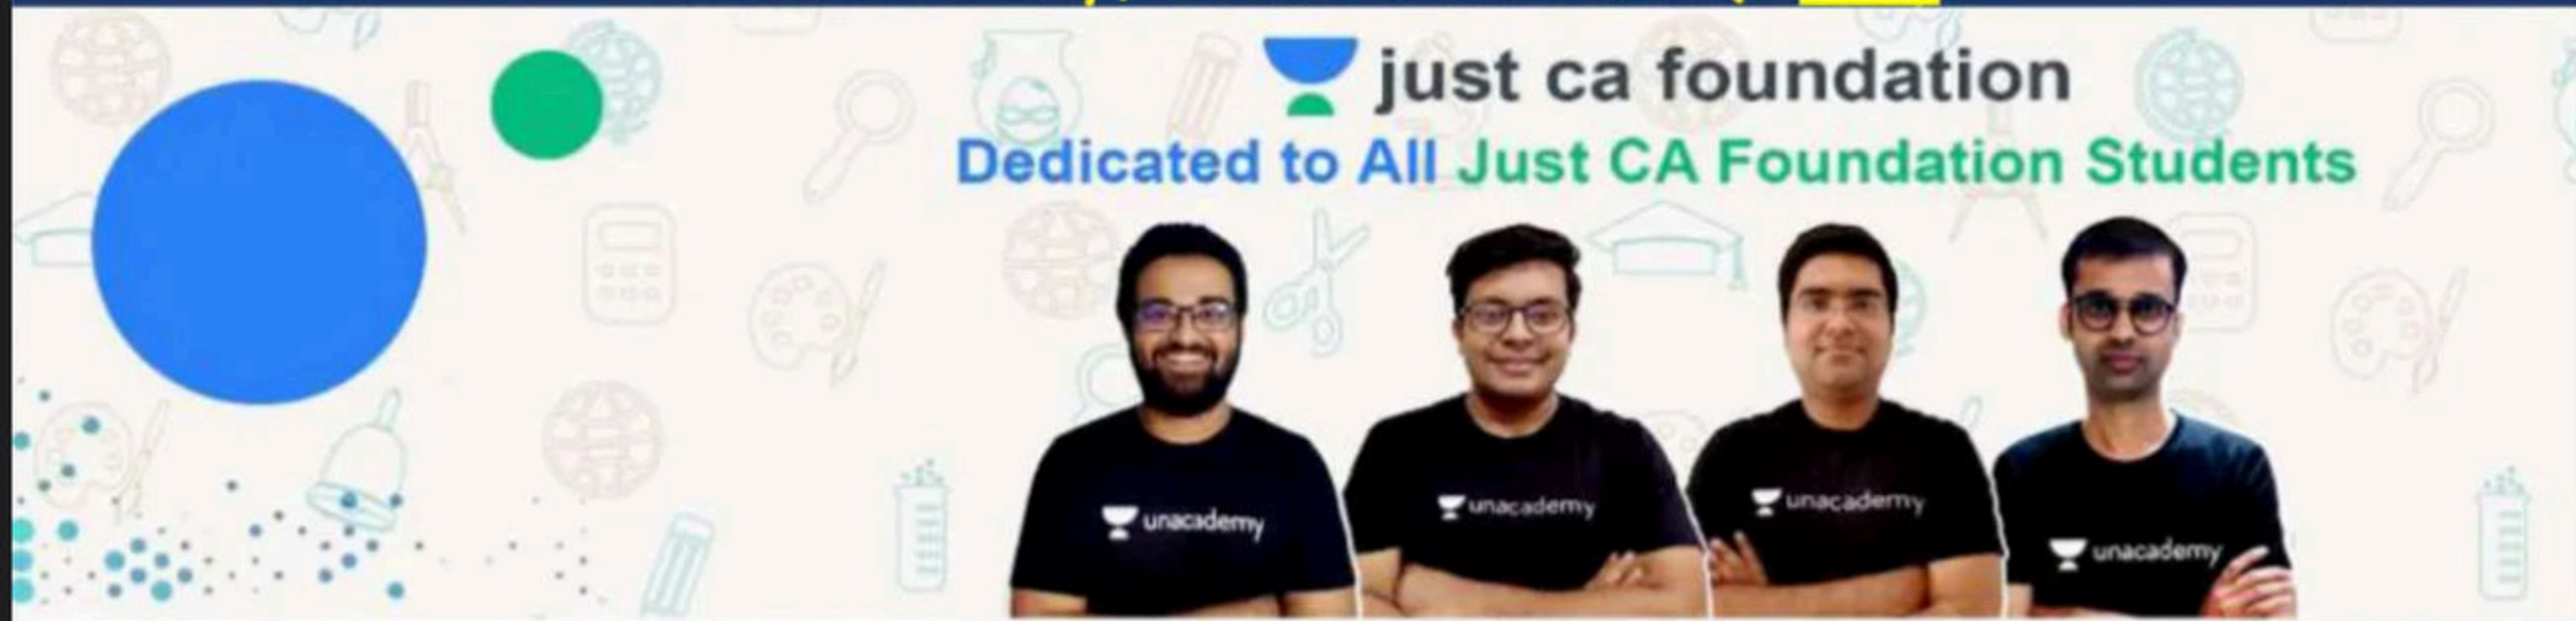 just ca foundation
Dedicated to All Just CA Foundation Students
unacademy
unacademy
unacademy
unacademy